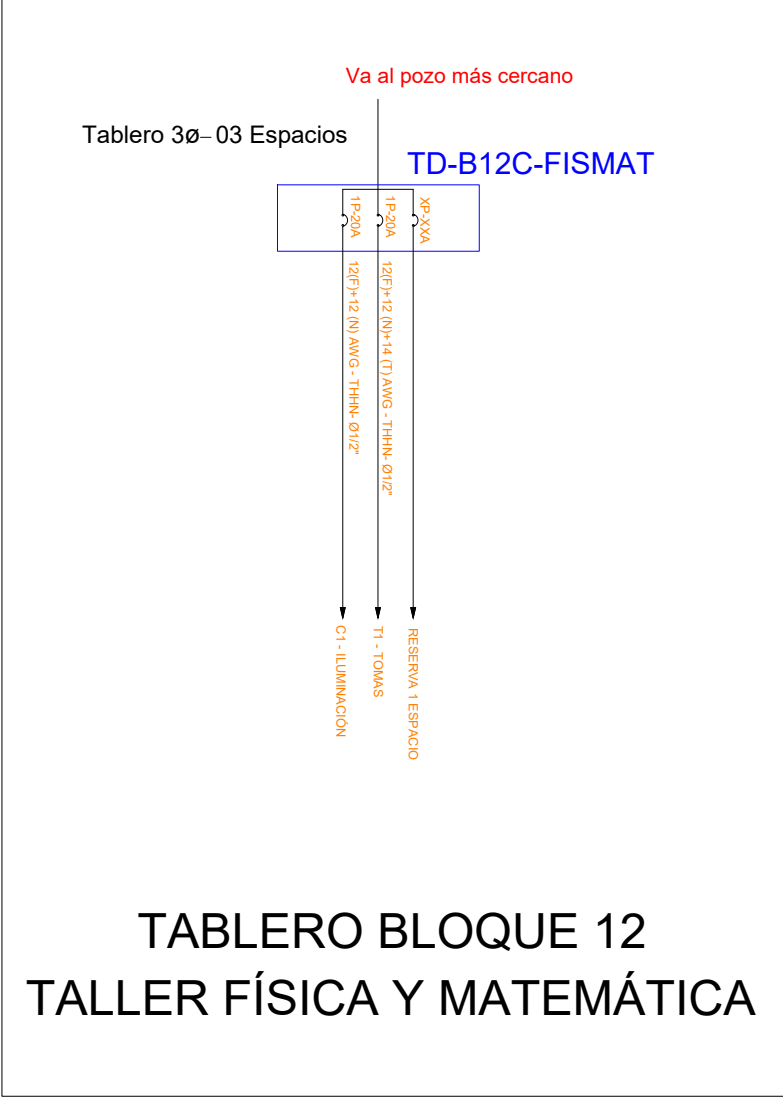 Va al pozo más cercano
Tablero 3ø–03 Espacios
TD-B12C-FISMAT
1P-20A
1P-20A
XP-XXA
12(F)+12 (N) AWG - THHN- Ø1/2"
12(F)+12 (N)+14 (T) AWG - THHN- Ø1/2"
C1 - ILUMINACIÓN
T1 - TOMAS
RESERVA 1 ESPACIO
TABLERO BLOQUE 12
TALLER FÍSICA Y MATEMÁTICA